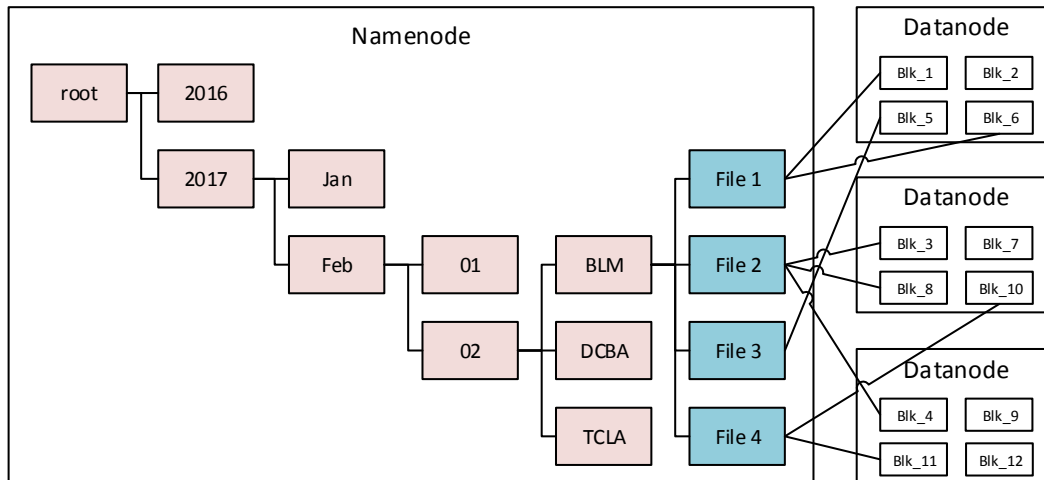 Namenode
root
2016
2017
Jan
Feb
01
02
BLM
DCBA
TCLA
File 1
File 2
File 3
File 4
Datanode
Blk_1 Blk_2
Blk_5 Blk_6
Datanode
Blk_3 Blk_7
Blk_8 Blk_10
Datanode
Blk_4 Blk_9
Blk_11 Blk_12